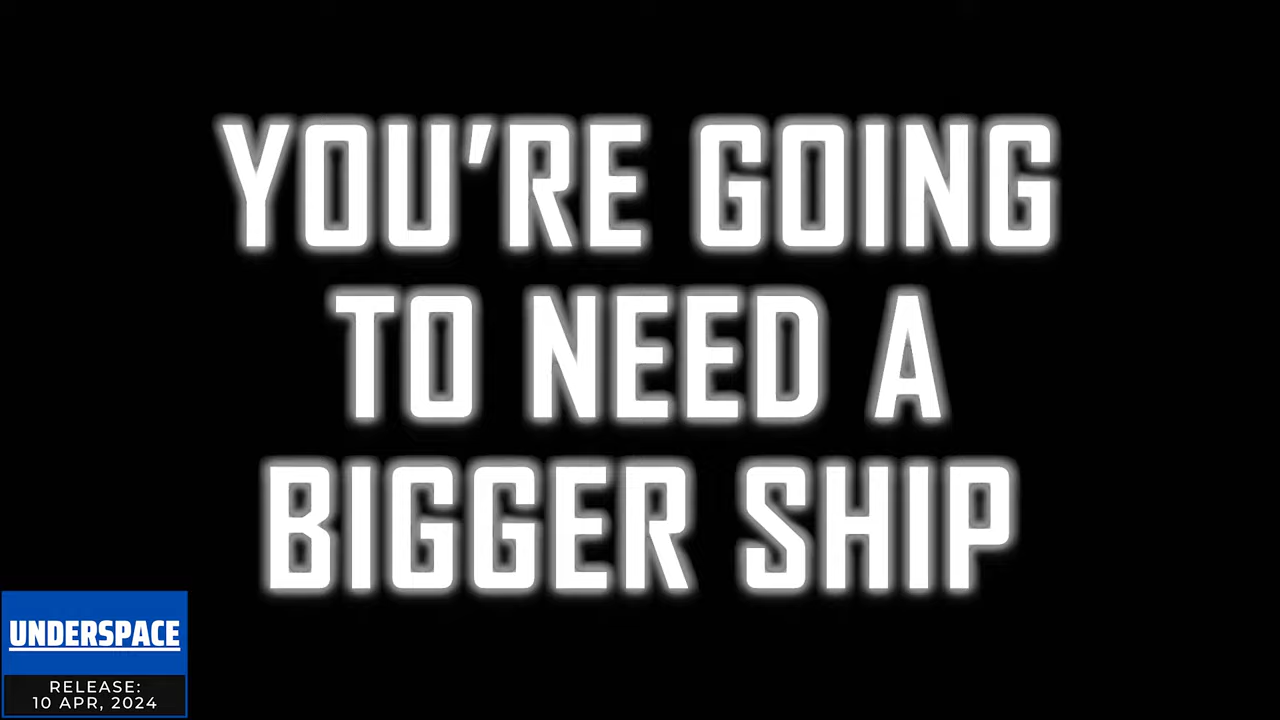 YOU'RE GOING
TO NEED A
BIGGER SHIP
UNDERSPACE
RELEASE:
10 APR, 2024